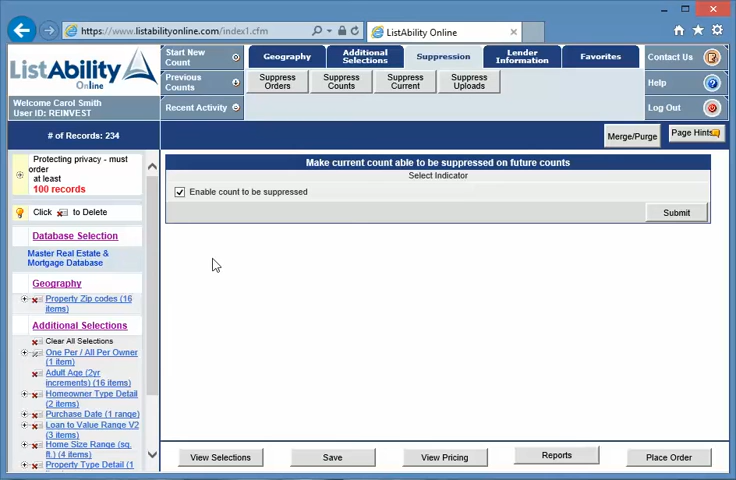 https://www.listabilityonline.com/index1.cfm
ListAbility Online
ListAbility
Online
Welcome Carol Smith
User ID: REINVEST
Start New
Count
Previous
Counts
Recent Activity
Geography
Additional
Selections
Suppression
Lender
Information
Favorites
Suppress
Orders
Suppress
Counts
Suppress
Current
Suppress
Uploads
Contact Us
Help
Log Out
# of Records: 234
Merge/Purge
Page Hints
Protecting privacy - must
order
at least
100 records
Click to Delete
Database Selection
Master Real Estate &
Mortgage Database
Geography
Property Zip codes (16
items)
Additional Selections
Clear All Selections
One Per / All Per Owner
(1 item)
Adult Age (2yr
increments) (16 items)
Homeowner Type Detail
(2 items)
Purchase Date (1 range)
Loan to Value Range V2
(3 items)
Home Size Range (sq.
ft.) (4 items)
Property Type Detail (1
Make current count able to be suppressed on future counts
Select Indicator
Enable count to be suppressed
Submit
View Selections
Save
View Pricing
Reports
Place Order